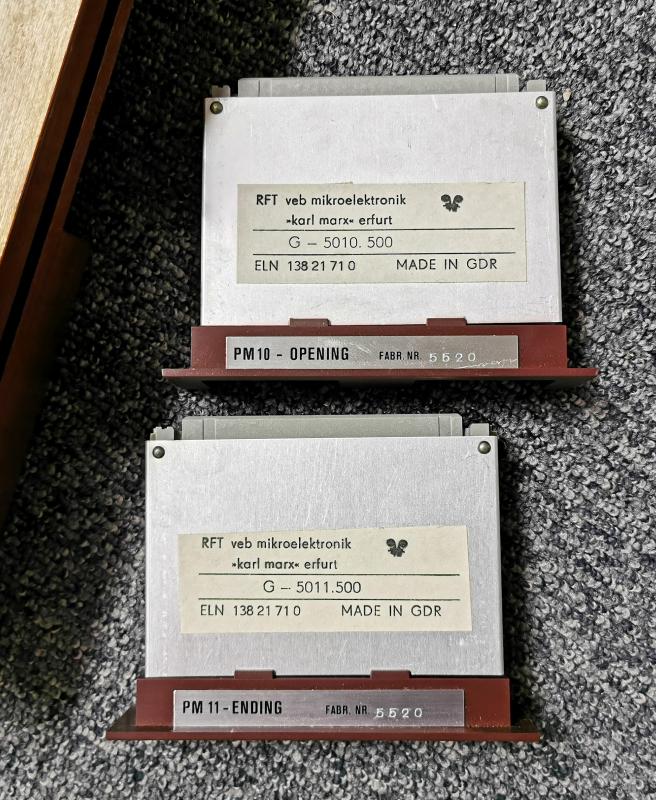 RFT veb mikroelektronik
»karl marx« erfurt
G – 5010.500
ELN 138 21 71 0 MADE IN GDR
PM 10 - OPENING FABR. NR. 5520
RFT veb mikroelektronik
»karl marx« erfurt
G – 5011.500
ELN 138 21 71 0 MADE IN GDR
PM 11 - ENDING FABR. NR. 5520